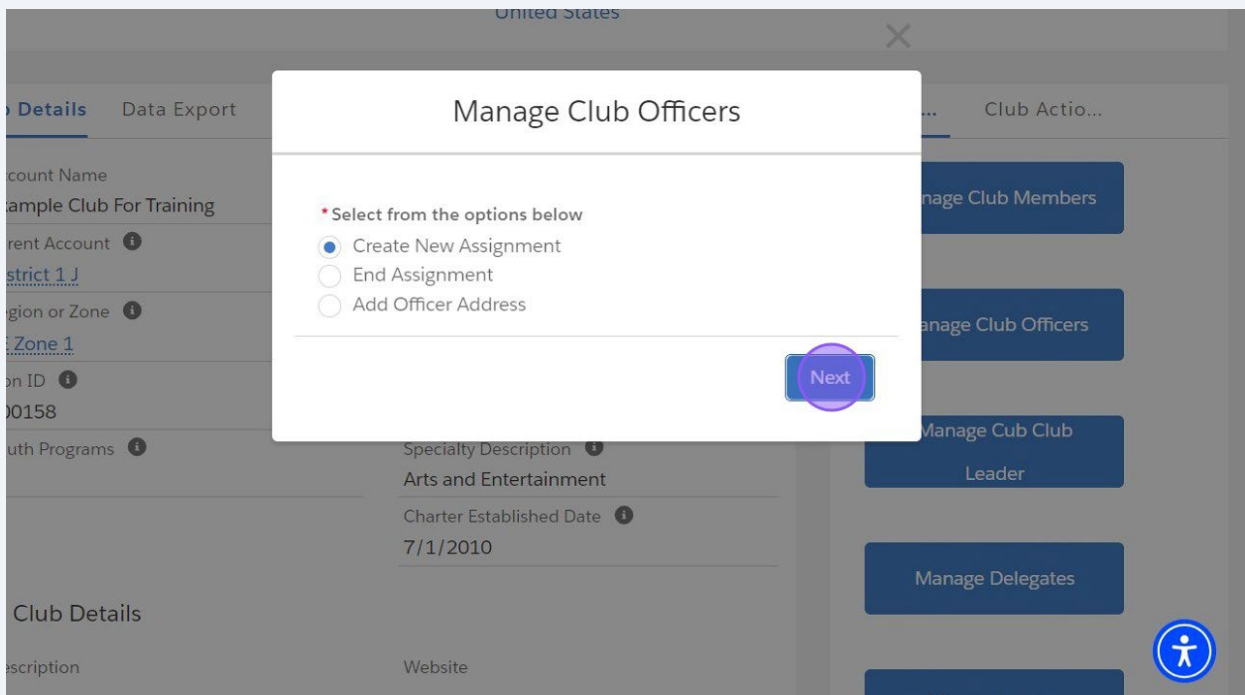 United States
Details Data Export
Manage Club Officers
... Club Actio...
count Name
ample Club For Training
* Select from the options below
Create New Assignment
End Assignment
Add Officer Address
Next
nage Club Members
rent Account
strict 1 J
gion or Zone
Zone 1
anage Club Officers
on ID
00158
uth Programs
Specialty Description
Arts and Entertainment
Manage Cub Club
Leader
Charter Established Date
7/1/2010
Manage Delegates
Club Details
escription Website